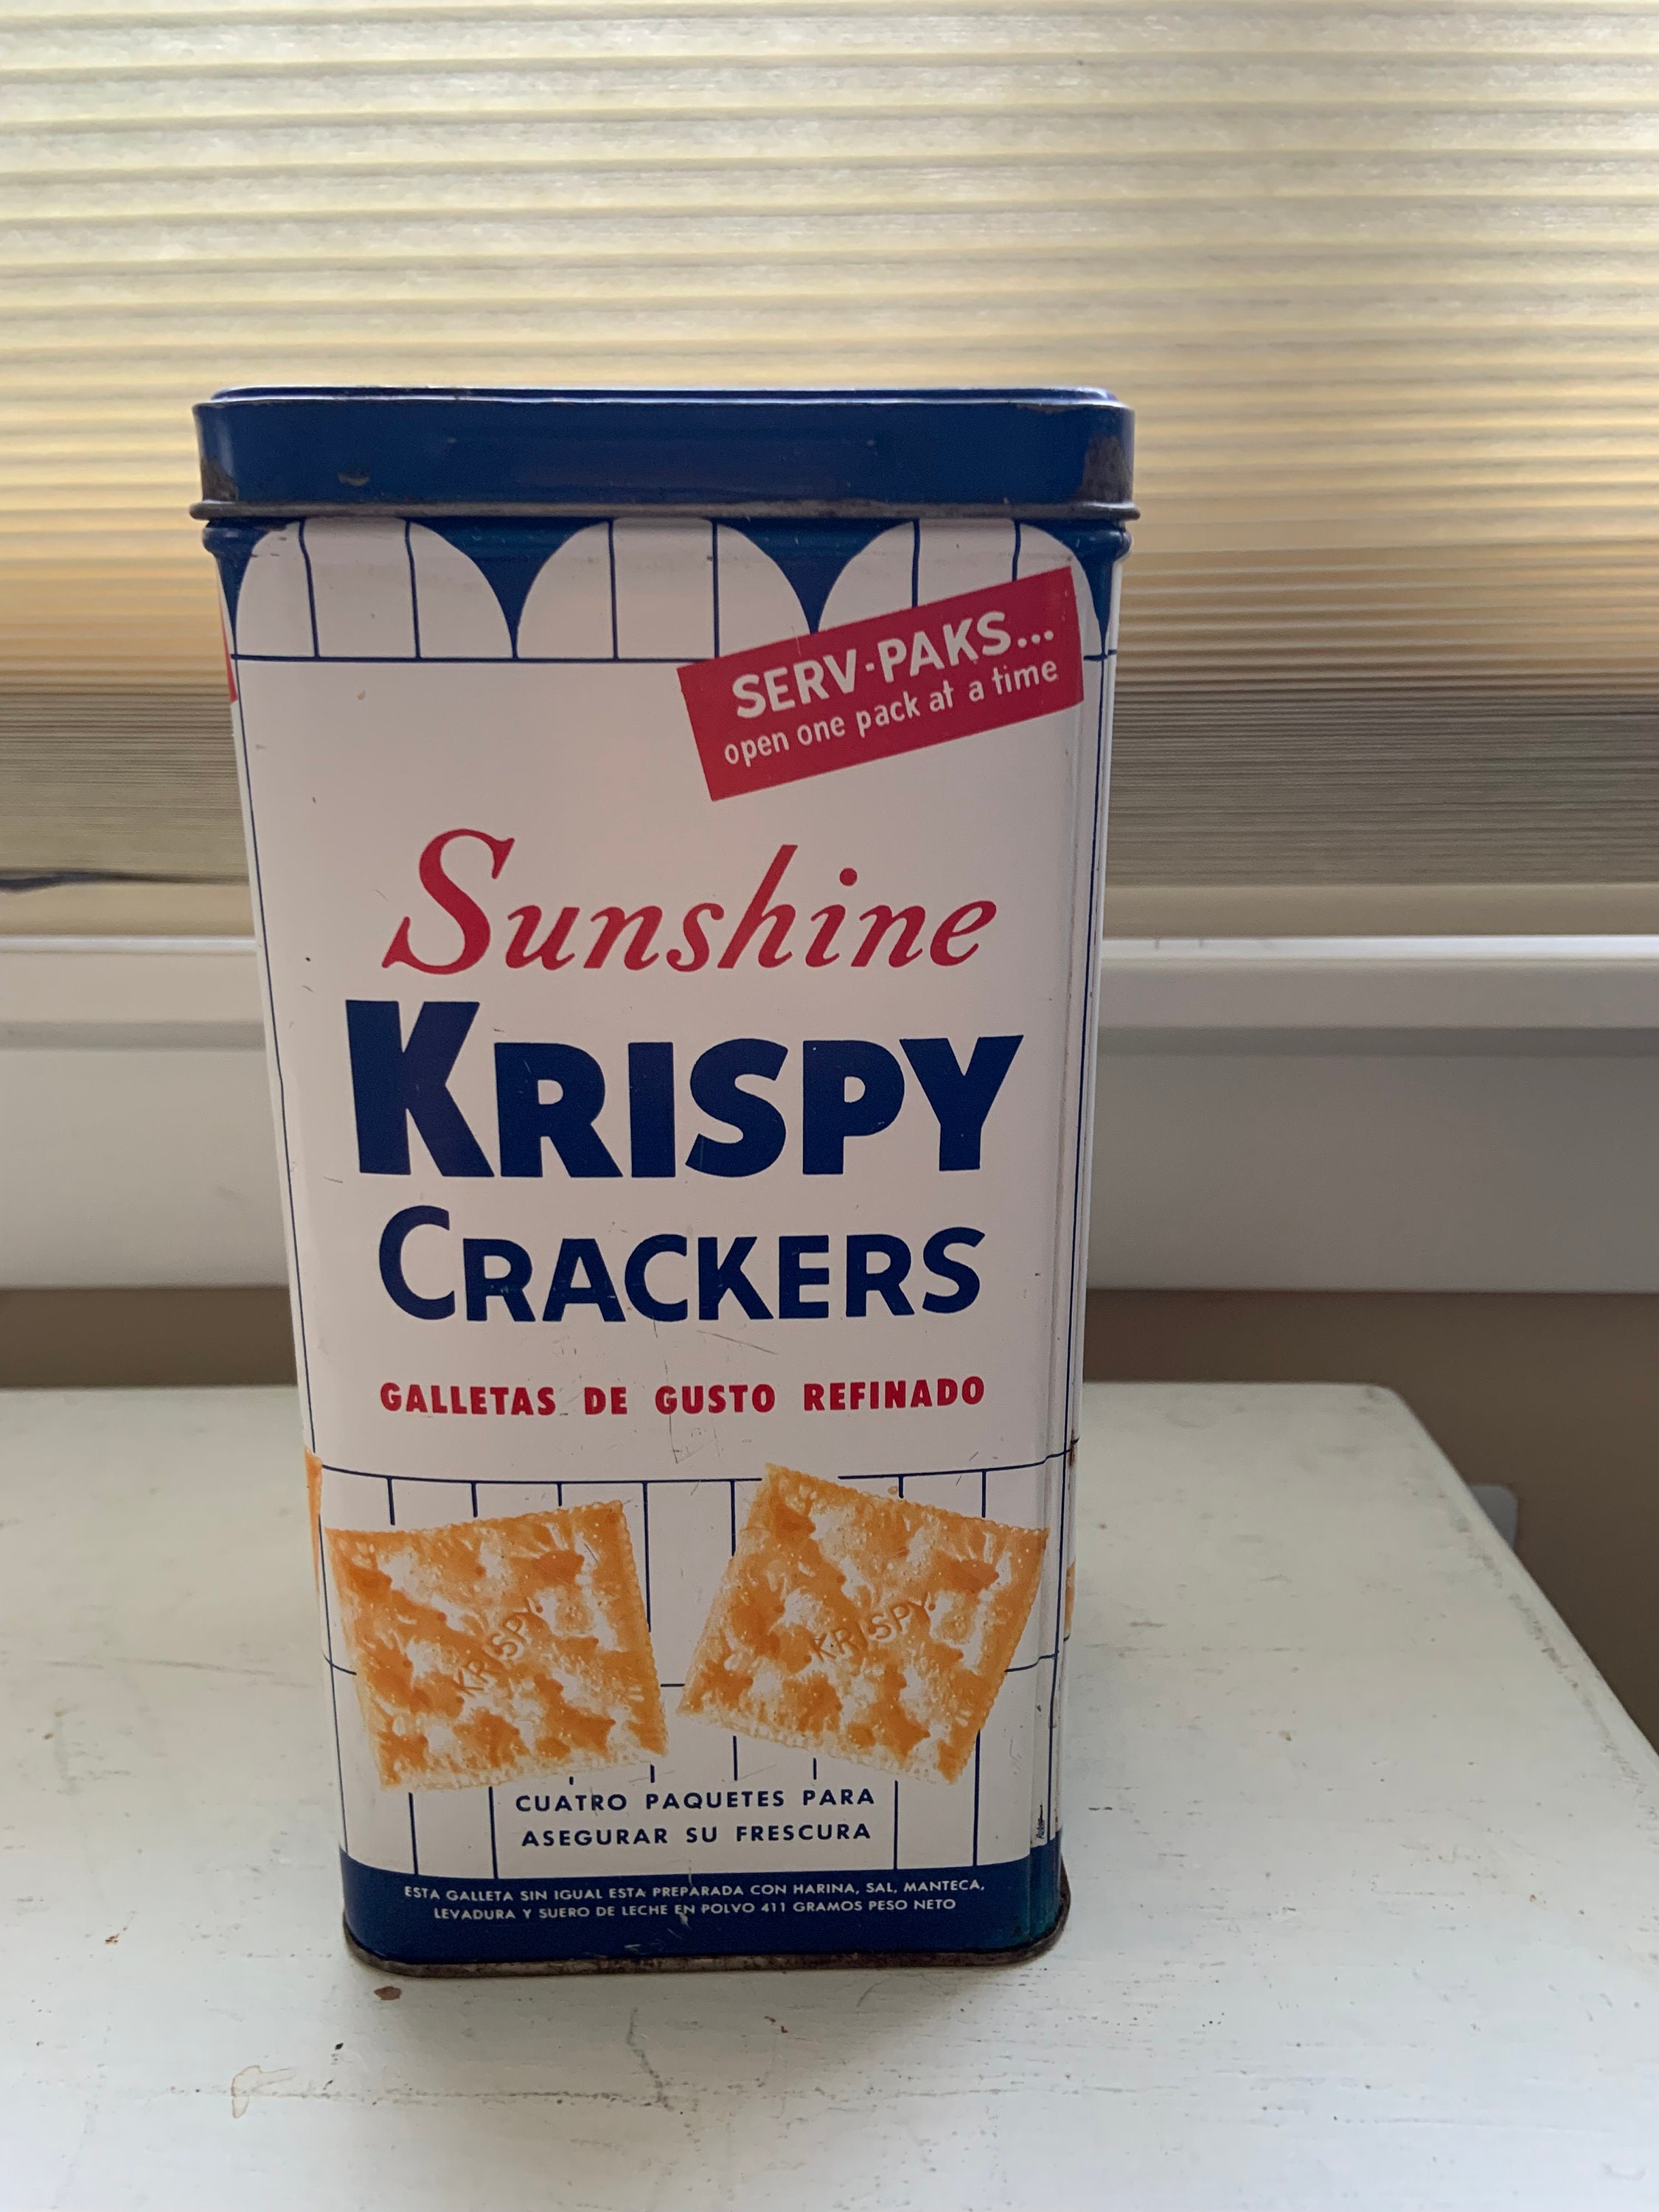 SERV-PAKS...
open one pack at a time
Sunshine
KRISPY
CRACKERS
GALLETAS DE GUSTO REFINADO
KRISPY
KRISPY
CUATRO PAQUETES PARA
ASEGURAR SU FRESCURA
ESTA GALLETA SIN IGUAL ESTA PREPARADA CON HARINA, SAL, MANTECA,
LEVADURA Y SUERO DE LECHE EN POLVO 411 GRAMOS PESO NETO